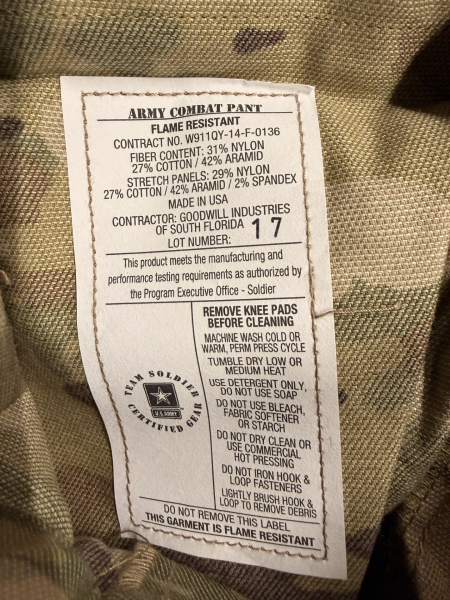 ARMY COMBAT PANT
FLAME RESISTANT
CONTRACT NO. W911QY-14-F-0136
FIBER CONTENT: 31% NYLON
27% COTTON / 42% ARAMID
STRETCH PANELS: 29% NYLON
27% COTTON / 42% ARAMID / 2% SPANDEX
MADE IN USA
CONTRACTOR: GOODWILL INDUSTRIES
OF SOUTH FLORIDA
LOT NUMBER: 17
This product meets the manufacturing and
performance testing requirements as authorized by
the Program Executive Office - Soldier
REMOVE KNEE PADS
BEFORE CLEANING
MACHINE WASH COLD OR
WARM, PERM PRESS CYCLE
TUMBLE DRY LOW OR
MEDIUM HEAT
USE DETERGENT ONLY,
DO NOT USE SOAP
DO NOT USE BLEACH,
FABRIC SOFTENER
OR STARCH
DO NOT DRY CLEAN OR
USE COMMERCIAL
HOT PRESSING
DO NOT IRON HOOK &
LOOP FASTENERS
LIGHTLY BRUSH HOOK &
LOOP TO REMOVE DEBRIS
TEAM SOLDIER
U.S.ARMY
CERTIFIED GEAR
DO NOT REMOVE THIS LABEL
THIS GARMENT IS FLAME RESISTANT